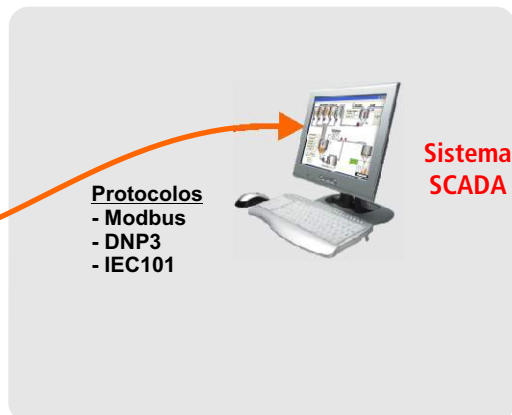 Sistema
SCADA
Protocolos
- Modbus
- DNP3
- IEC101